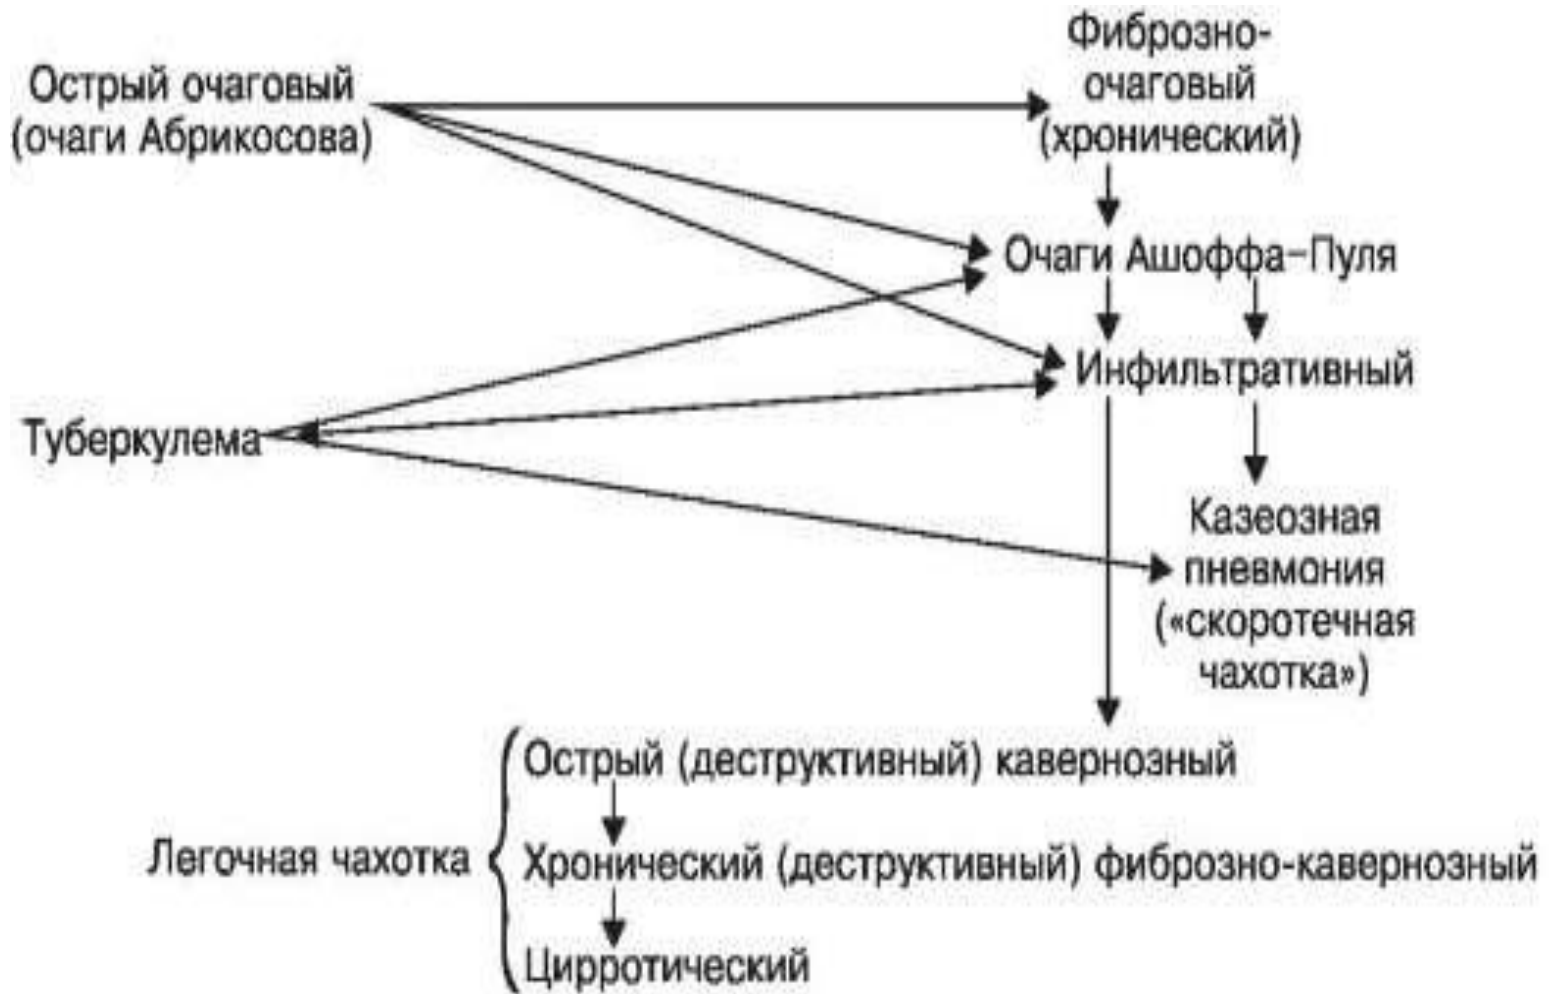 Фиброзно-
очаговый
(хронический)
Острый очаговый
(очаги Абрикосова)
Очаги Ашоффа–Пуля
Инфильтративный
Туберкулема
Казеозная
пневмония
(«скоротечная
чахотка»)
Острый (деструктивный) кавернозный
Легочная чахотка
Хронический (деструктивный) фиброзно-кавернозный
Цирротический